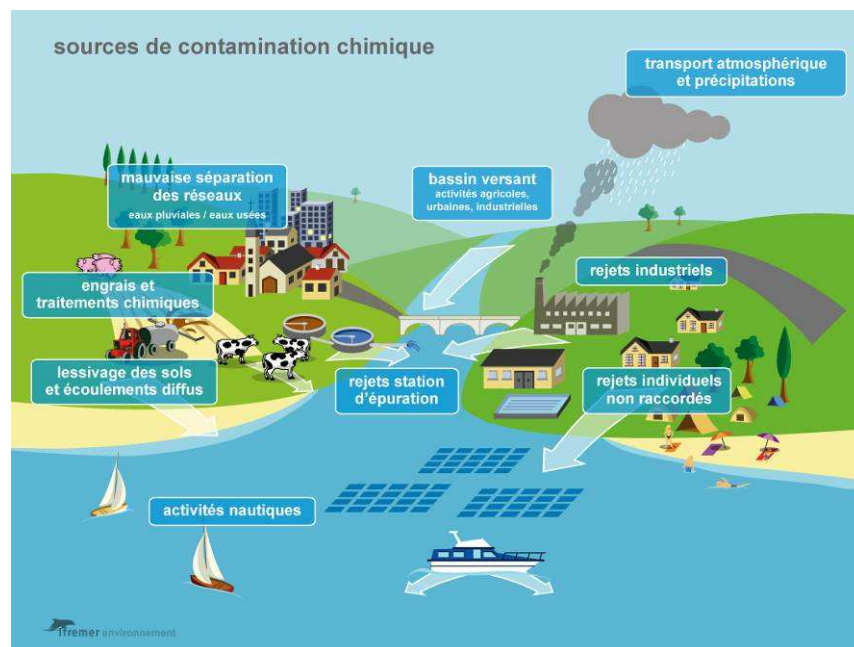 sources de contamination chimique
transport atmosphérique
et précipitations
mauvaise séparation
des réseaux
eaux pluviales / eaux usées
bassin versant
activités agricoles,
urbaines, industrielles
engrais et
traitements chimiques
rejets industriels
lessivage des sols
et écoulements diffus
rejets station
d'épuration
rejets individuels
non raccordés
activités nautiques
ifremer environnement